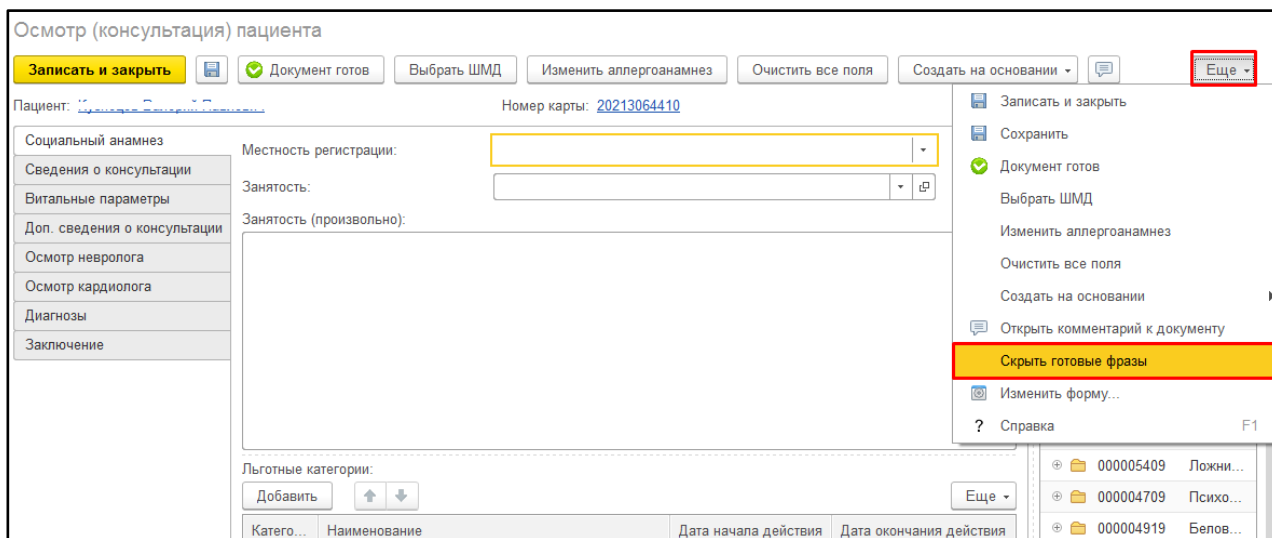 Осмотр (консультация) пациента
Записать и закрыть Документ готов Выбрать ШМД Изменить аллергоанамнез Очистить все поля Создать на основании Еще
Пациент: Номер карты: 20213064410
Социальный анамнез
Сведения о консультации
Витальные параметры
Доп. сведения о консультации
Осмотр невролога
Осмотр кардиолога
Диагнозы
Заключение
Местность регистрации:
Занятость:
Занятость (произвольно):
Льготные категории:
Добавить Еще
Катего... Наименование Дата начала действия Дата окончания действия
Записать и закрыть
Сохранить
Документ готов
Выбрать ШМД
Изменить аллергоанамнез
Очистить все поля
Создать на основании
Открыть комментарий к документу
Скрыть готовые фразы
Изменить форму...
? Справка F1
000005409 Ложни...
000004709 Психо...
000004919 Белов...